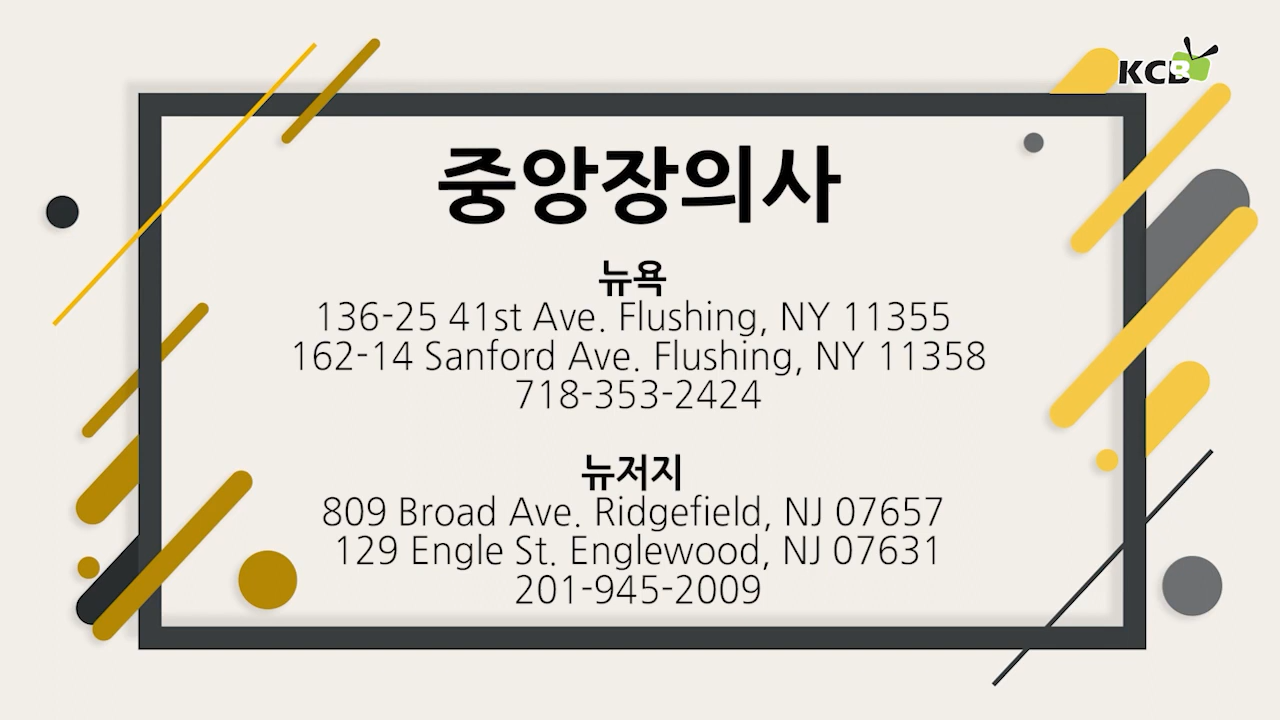 KCB
중앙장의사
뉴욕
136-25 41st Ave. Flushing, NY 11355
162-14 Sanford Ave. Flushing, NY 11358
718-353-2424
뉴저지
809 Broad Ave. Ridgefield, NJ 07657
129 Engle St. Englewood, NJ 07631
201-945-2009